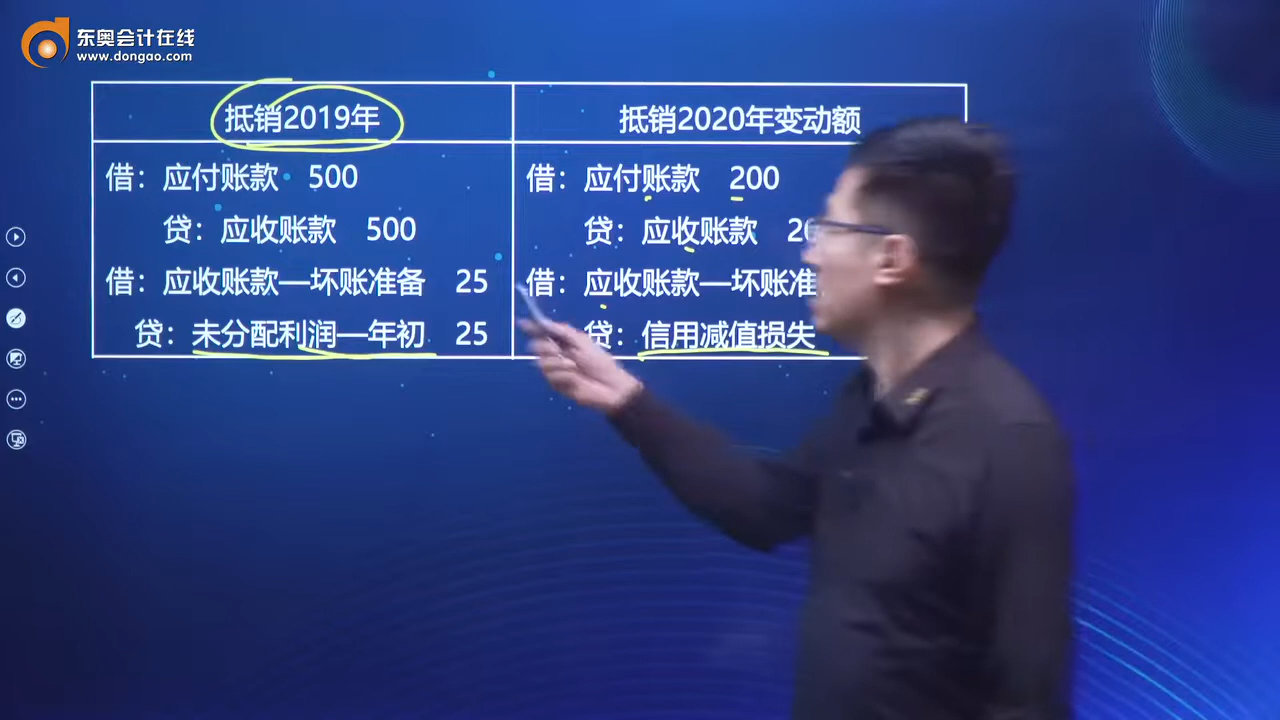 东奥会计在线
www.dongao.com
抵销2019年
借：应付账款 500
贷：应收账款 500
借：应收账款—坏账准备 25
贷：未分配利润—年初 25
抵销2020年变动额
借：应付账款 200
贷：应收账款 20
借：应收账款—坏账准
贷：信用减值损失